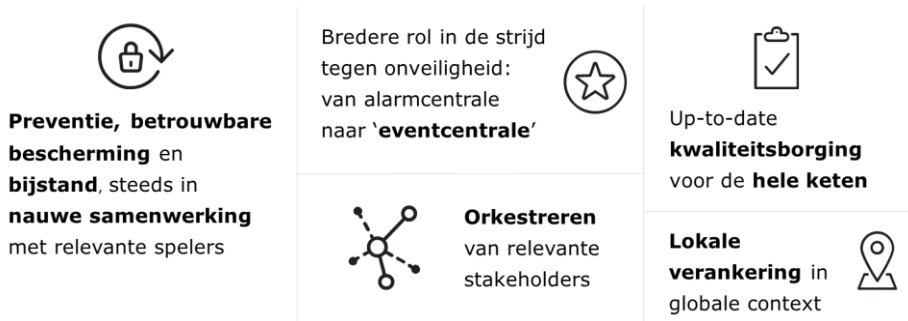 Preventie, betrouwbare
bescherming en
bijstand, steeds in
nauwe samenwerking
met relevante spelers
Bredere rol in de strijd
tegen onveiligheid:
van alarmcentrale
naar ‘eventcentrale’
Orkestreren
van relevante
stakeholders
Up-to-date
kwaliteitsborging
voor de hele keten
Lokale
verankering in
globale context